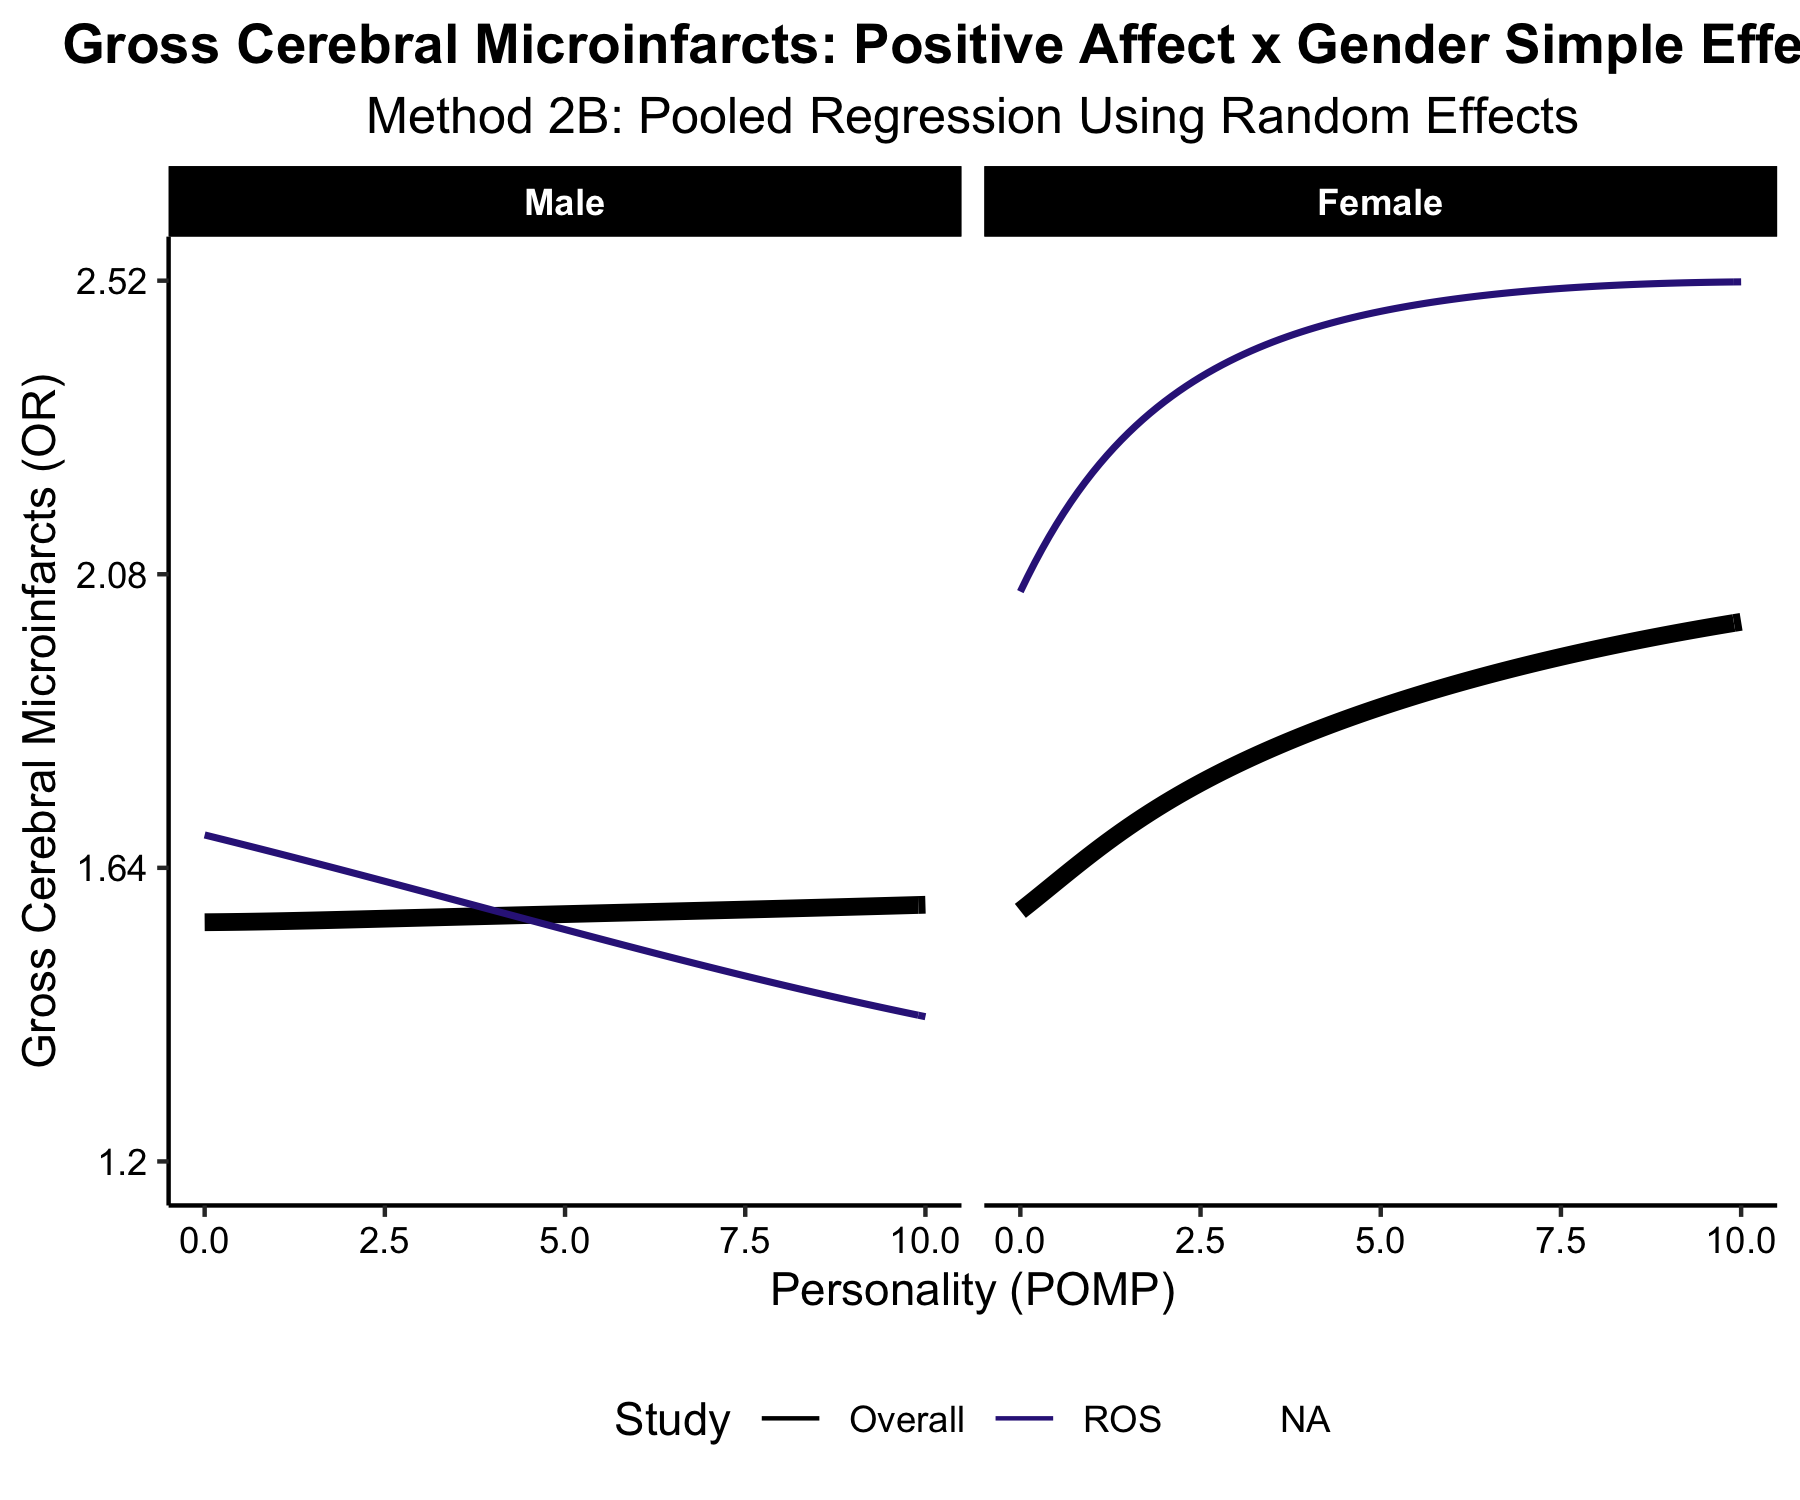 Gross Cerebral Microinfarcts: Positive Affect x Gender Simple Effe
Method 2B: Pooled Regression Using Random Effects
Male
Female
Gross Cerebral Microinfarcts (OR)
2.52
2.08
1.64
1.2
0.0 2.5 5.0 7.5 10.0 0.0 2.5 5.0 7.5 10.0
Personality (POMP)
Study Overall ROS NA